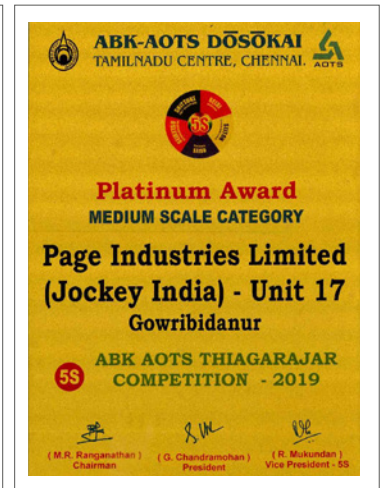 ABK-AOTS DŌSŌKAI
TAMILNADU CENTRE, CHENNAI.
AOTS
5S
Platinum Award
MEDIUM SCALE CATEGORY
Page Industries Limited
(Jockey India) - Unit 17
Gowribidanur
5S
ABK AOTS THIAGARAJAR
COMPETITION - 2019
( M.R. Ranganathan )
Chairman
( G. Chandramohan )
President
( R. Mukundan )
Vice President - 5S